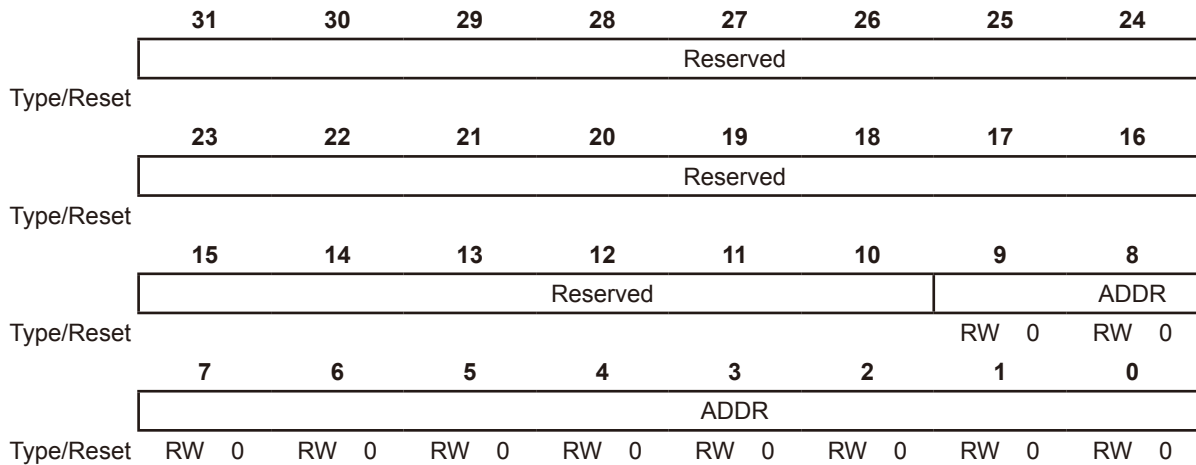 31 30 29 28 27 26 25 24
Reserved
Type/Reset
23 22 21 20 19 18 17 16
Reserved
Type/Reset
15 14 13 12 11 10 9 8
Reserved ADDR
Type/Reset RW 0 RW 0
7 6 5 4 3 2 1 0
ADDR
Type/Reset RW 0 RW 0 RW 0 RW 0 RW 0 RW 0 RW 0 RW 0